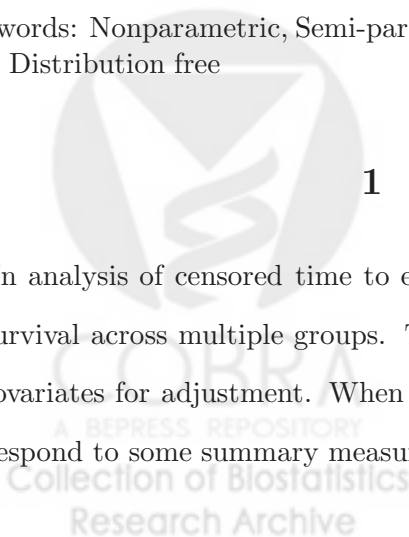 words: Nonparametric, Semi-par
Distribution free
1
n analysis of censored time to e
urvival across multiple groups.
ovariates for adjustment. When
COBRA
A BEPRESS REPOSITORY
respond to some summary measu
Collection of Biostatistics
Research Archive